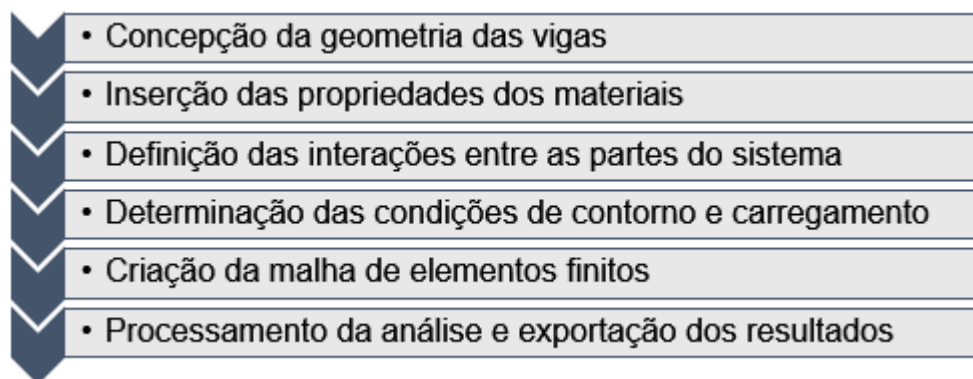 • Concepção da geometria das vigas
• Inserção das propriedades dos materiais
• Definição das interações entre as partes do sistema
• Determinação das condições de contorno e carregamento
• Criação da malha de elementos finitos
• Processamento da análise e exportação dos resultados